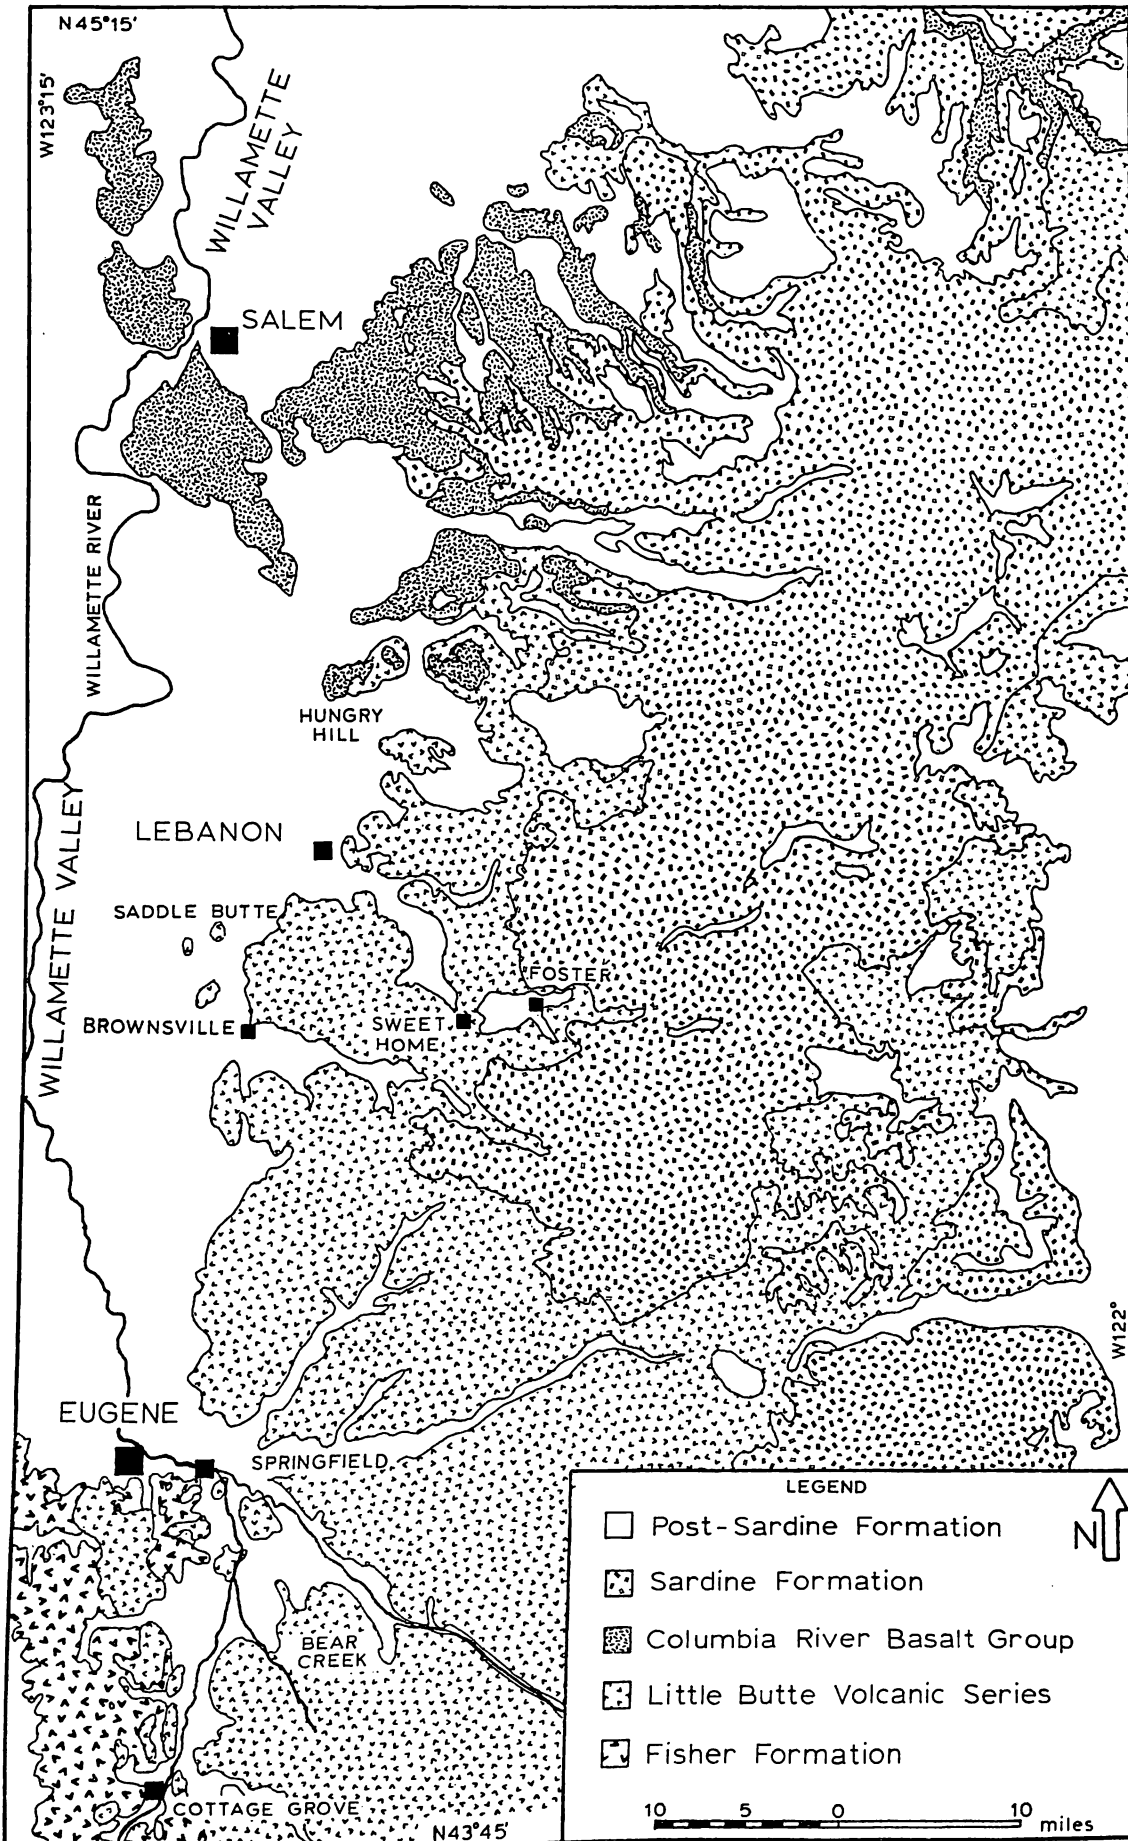 N45°15'
W123°15'
WILLAMETTE
VALLEY
SALEM
WILLAMETTE RIVER
HUNGRY
HILL
LEBANON
WILLAMETTE VALLEY
SADDLE BUTTE
FOSTER
BROWNSVILLE
SWEET
HOME
W122°
EUGENE
SPRINGFIELD
BEAR
CREEK
COTTAGE GROVE
N43°45'
LEGEND
N
Post-Sardine Formation
Sardine Formation
Columbia River Basalt Group
Little Butte Volcanic Series
Fisher Formation
10 5 0 10 miles